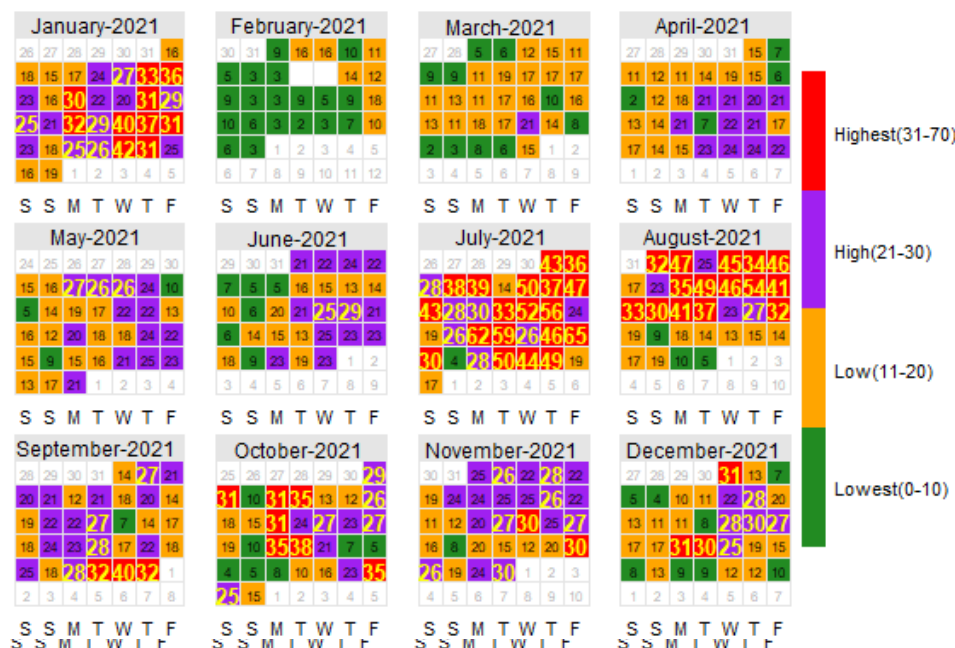 January-2021 February-2021 March-2021 April-2021
26 27 28 29 30 31 16 30 31 9 16 16 10 11 27 28 5 6 12 15 11 27 28 29 30 31 15 7
18 15 17 24 27 33 36 5 3 3 14 12 9 9 11 19 17 17 17 11 12 11 14 19 15 6
23 16 30 22 20 31 29 9 3 3 9 5 9 18 11 13 11 17 16 10 16 2 12 18 21 21 20 21
25 21 32 29 40 37 31 10 6 3 2 3 7 10 13 11 18 17 21 14 8 13 14 21 7 22 21 17
23 18 25 26 42 31 25 6 3 1 2 3 4 5 2 3 8 6 15 1 2 17 14 15 23 24 24 22
16 19 1 2 3 4 5 6 7 8 9 10 11 12 3 4 5 6 7 8 9 1 2 3 4 5 6 7
S S M T W T F S S M T W T F S S M T W T F S S M T W T F
Highest(31-70)
High(21-30)
Low(11-20)
Lowest(0-10)
May-2021 June-2021 July-2021 August-2021
24 25 26 27 28 29 30 29 30 31 21 22 24 22 26 27 28 29 30 43 36 31 32 47 25 45 34 46
15 16 27 26 26 24 10 7 5 5 16 15 13 14 28 38 39 14 50 37 47 17 23 35 49 46 54 41
5 14 19 17 22 22 13 10 6 20 21 25 29 21 43 28 30 33 52 56 24 33 30 41 37 23 27 32
16 12 20 18 18 24 22 6 14 15 13 25 23 23 19 26 62 59 26 46 65 19 9 18 14 13 15 14
15 9 15 16 21 25 23 18 9 23 19 23 1 2 30 4 28 50 44 49 19 17 19 10 5 1 2 3
13 17 21 1 2 3 4 3 4 5 6 7 8 9 17 1 2 3 4 5 6 4 5 6 7 8 9 10
S S M T W T F S S M T W T F S S M T W T F S S M T W T F
September-2021 October-2021 November-2021 December-2021
28 29 30 31 14 27 21 25 26 27 28 29 30 29 30 31 25 26 22 28 22 27 28 29 30 31 13 7
20 21 12 21 18 20 14 31 10 31 35 13 12 26 19 24 24 25 25 26 22 5 4 10 11 22 28 20
19 22 22 27 7 14 17 18 15 31 24 27 23 27 11 12 20 27 30 25 27 13 11 11 8 28 30 27
18 24 23 28 17 22 18 19 10 35 38 21 7 5 16 8 20 15 12 20 30 17 17 31 30 25 19 15
25 18 28 32 40 32 1 4 5 8 10 16 23 35 26 19 24 30 1 2 3 8 13 9 9 12 12 10
2 3 4 5 6 7 8 25 15 1 2 3 4 5 4 5 6 7 8 9 10 1 2 3 4 5 6 7
S S M T W T F S S M T W T F S S M T W T F S S M T W T F